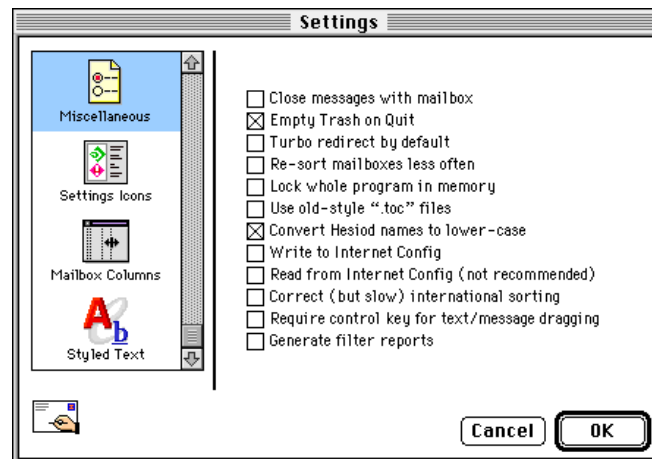 Settings
Miscellaneous
Settings Icons
Mailbox Columns
Styled Text
Close messages with mailbox
Empty Trash on Quit
Turbo redirect by default
Re-sort mailboxes less often
Lock whole program in memory
Use old-style “.toc” files
Convert Hesiod names to lower-case
Write to Internet Config
Read from Internet Config (not recommended)
Correct (but slow) international sorting
Require control key for text/message dragging
Generate filter reports
Cancel
OK